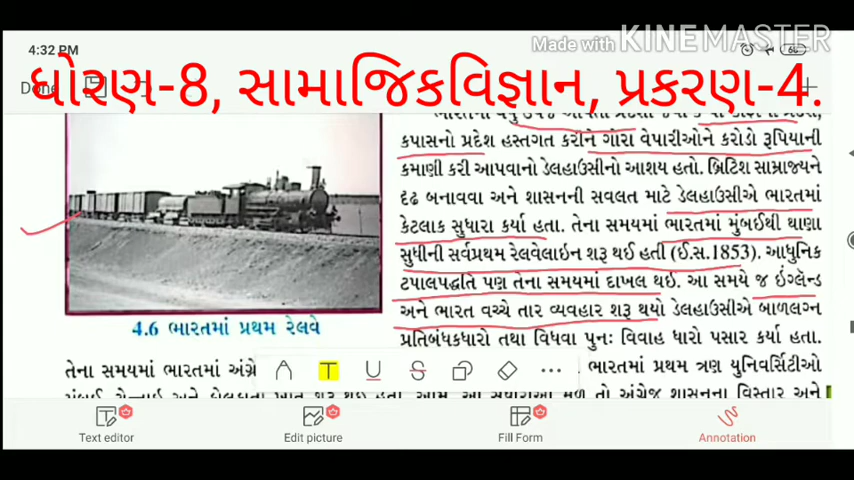 4:32 PM
Made with KINEMASTER
60
Done
ધોરણ-8, સામાજિકવિજ્ઞાન, પ્રકરણ-4.
કપાસનો પ્રદેશ હસ્તગત કરીને ગોરા વેપારીઓને કરોડો રૂપિયાની
કમાણી કરી આપવાનો ડેલહાઉસીનો આશય હતો. બ્રિટિશ સામ્રાજ્યને
દૃઢ બનાવવા અને શાસનની સવલત માટે ડેલહાઉસીએ ભારતમાં
કેટલાક સુધારા કર્યા હતા. તેના સમયમાં ભારતમાં મુંબઈથી થાણા
સુધીની સર્વપ્રથમ રેલવેલાઇન શરૂ થઈ હતી (ઈ.સ.1853). આધુનિક
ટપાલપદ્ધતિ પણ તેના સમયમાં દાખલ થઈ. આ સમયે જ ઇંગ્લૅન્ડ
અને ભારત વચ્ચે તાર વ્યવહાર શરૂ થયો ડેલહાઉસીએ બાળલગ્ન
પ્રતિબંધકધારો તથા વિધવા પુનઃ વિવાહ ધારો પસાર કર્યા હતા.
4.6 ભારતમાં પ્રથમ રેલવે
તેના સમયમાં ભારતમાં અંગ્રે
ભારતમાં પ્રથમ ત્રણ યુનિવર્સિટીઓ
તો અંગ્રેજ શાસનના વિસ્તાર અને
T U S
Text editor
Edit picture
Fill Form
Annotation